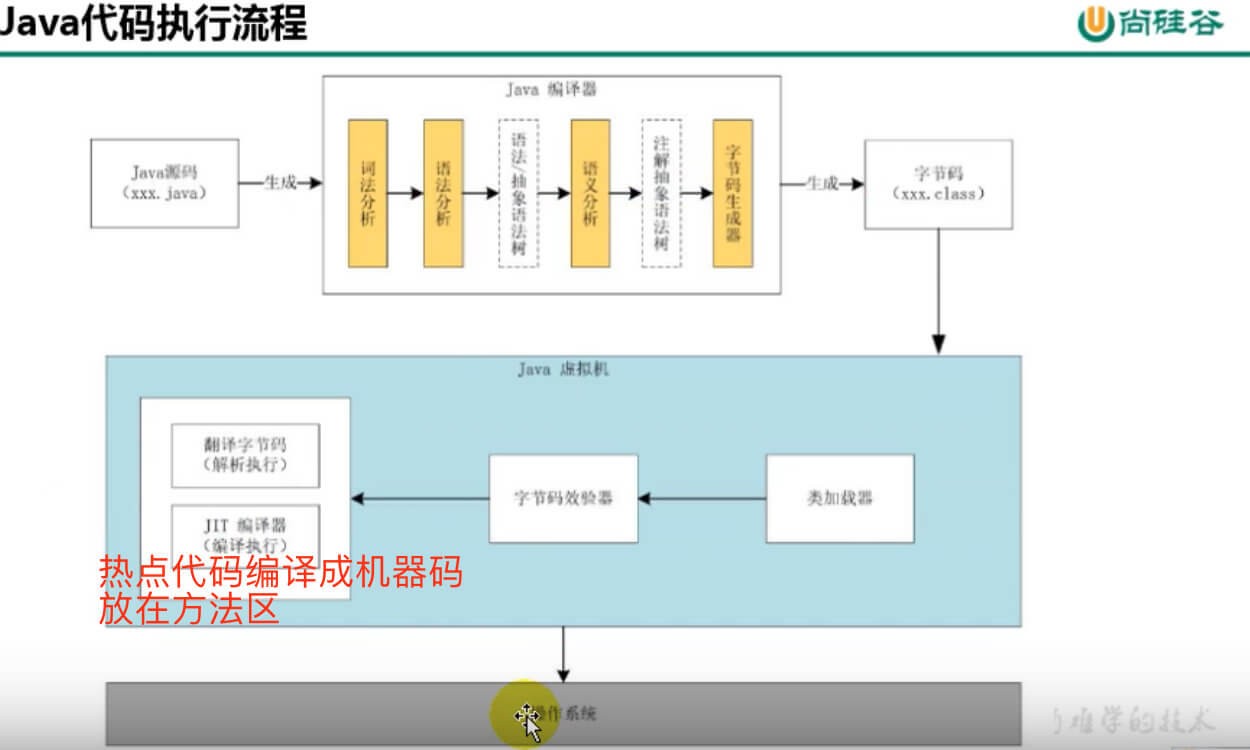 Java代码执行流程
尚硅谷
Java 编译器
Java源码
(xxx.java)
生成
词法分析
语法分析
语法/抽象语法树
语义分析
注解抽象语法树
字节码生成器
生成
字节码
(xxx.class)
Java 虚拟机
翻译字节码
(解析执行)
JIT 编译器
(编译执行)
字节码效验器
类加载器
热点代码编译成机器码
放在方法区
操作系统
难学的技术